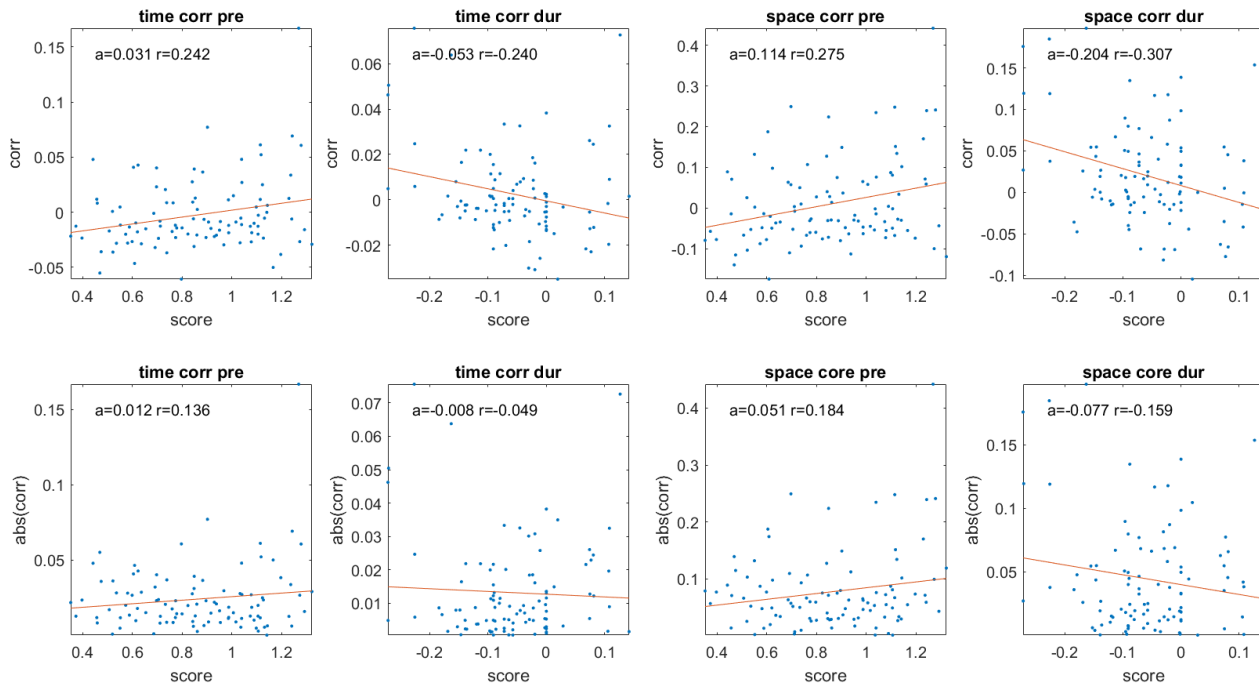 time corr pre
a=0.031 r=0.242
0.15
0.1
0.05
0
-0.05
corr
0.4 0.6 0.8 1 1.2
score
time corr dur
a=-0.053 r=-0.240
0.06
0.04
0.02
0
-0.02
corr
-0.2 -0.1 0 0.1
score
space corr pre
a=0.114 r=0.275
0.4
0.3
0.2
0.1
0
-0.1
corr
0.4 0.6 0.8 1 1.2
score
space corr dur
a=-0.204 r=-0.307
0.15
0.1
0.05
0
-0.05
-0.1
corr
-0.2 -0.1 0 0.1
score
time corr pre
a=0.012 r=0.136
0.15
0.1
0.05
abs(corr)
0.4 0.6 0.8 1 1.2
score
time corr dur
a=-0.008 r=-0.049
0.07
0.06
0.05
0.04
0.03
0.02
0.01
abs(corr)
-0.2 -0.1 0 0.1
score
space core pre
a=0.051 r=0.184
0.4
0.3
0.2
0.1
abs(corr)
0.4 0.6 0.8 1 1.2
score
space core dur
a=-0.077 r=-0.159
0.15
0.1
0.05
abs(corr)
-0.2 -0.1 0 0.1
score